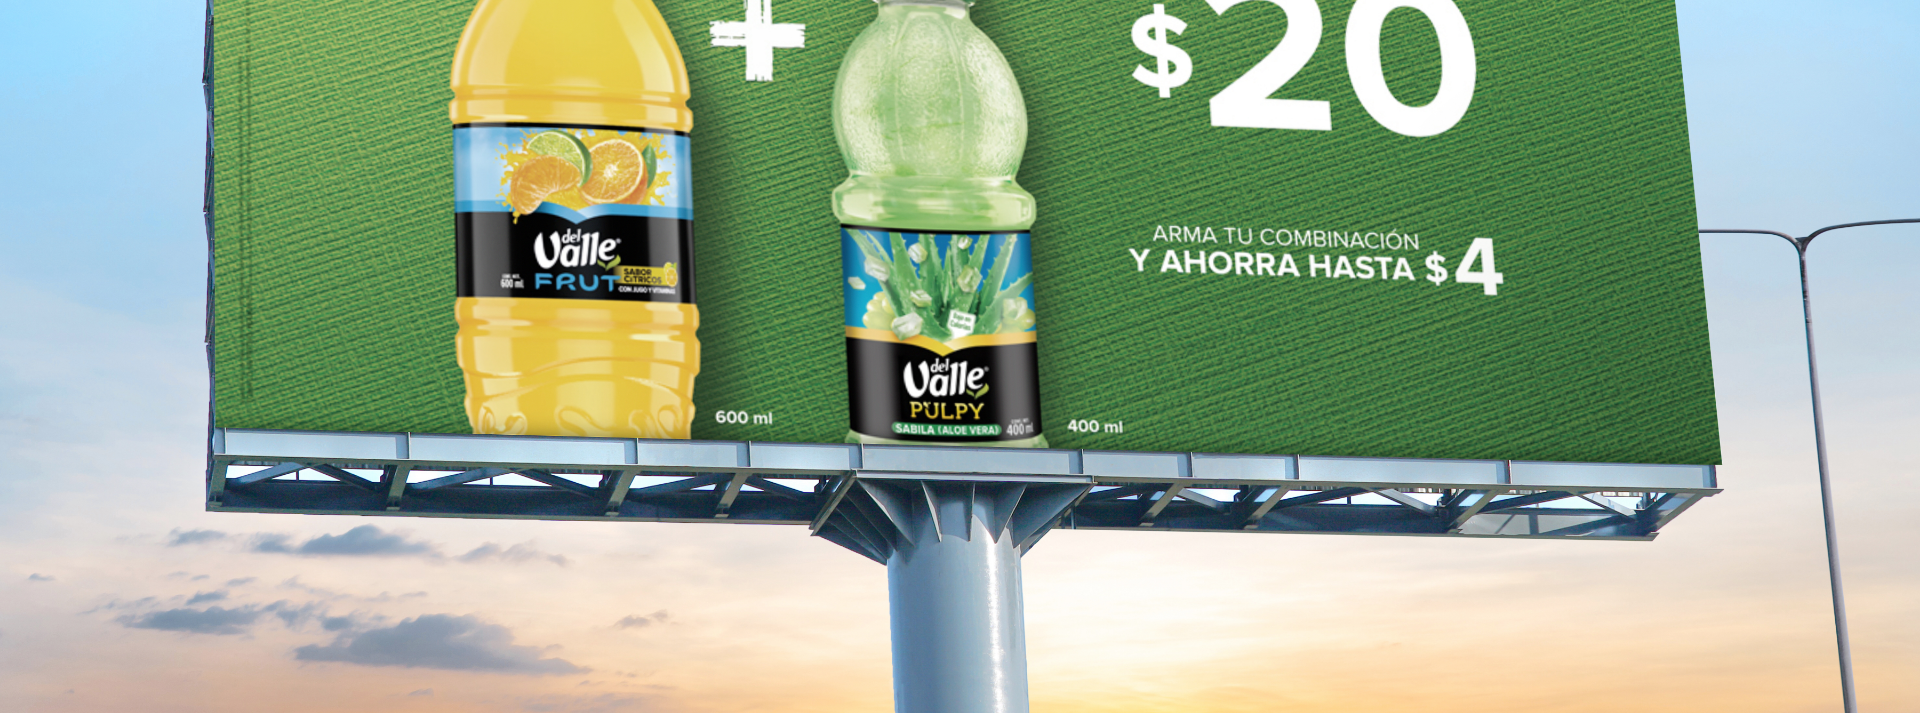 +
$20
ARMA TU COMBINACIÓN
Y AHORRA HASTA $4
del
Valle®
FRUT
SABOR
CÍTRICOS
CON JUGO Y VITAMINAS
600 ml
600 ml
del
Valle®
PULPY
SABILA (ALOE VERA)
400 ml
400 ml